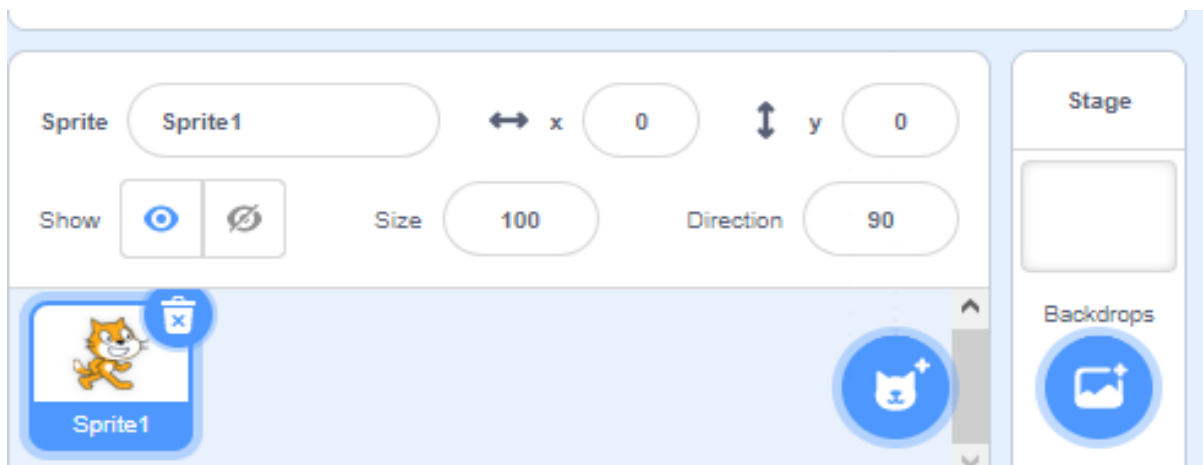 Sprite Sprite1 x 0 y 0
Show Size 100 Direction 90
Sprite1
Stage
Backdrops